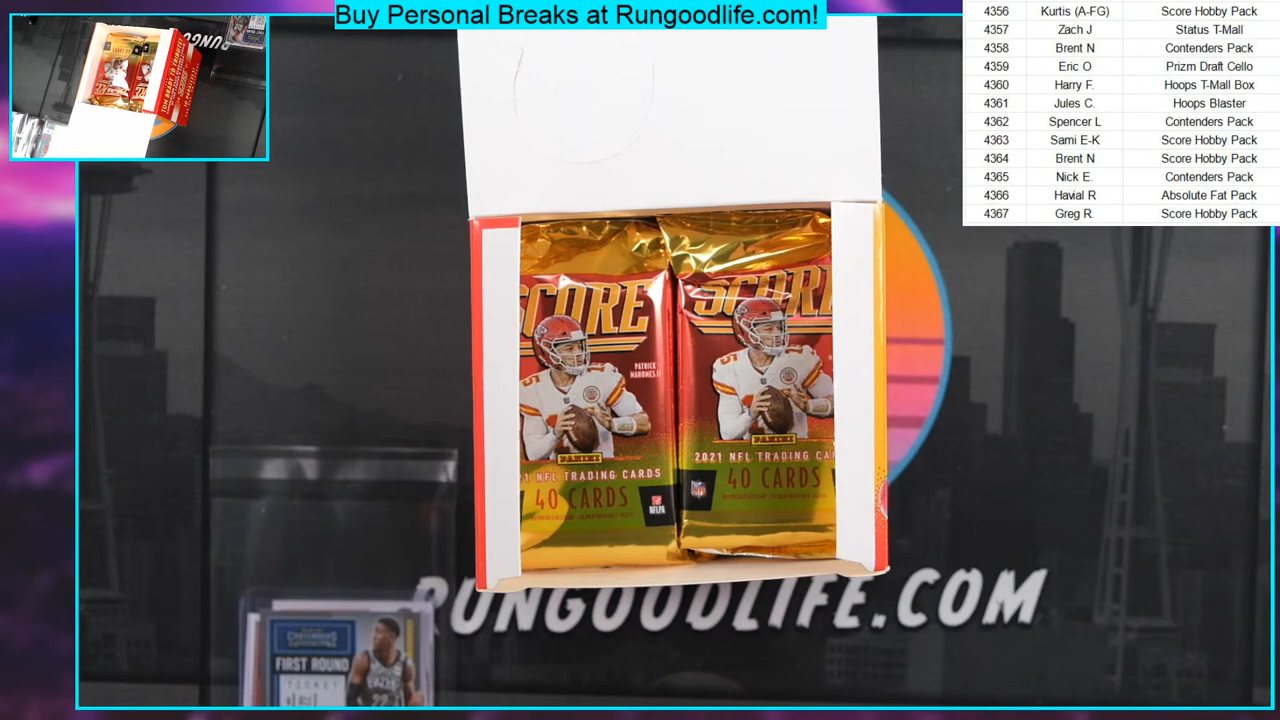 Buy Personal Breaks at Rungoodlife.com!
4356 Kurtis (A-FG) Score Hobby Pack
4357 Zach J Status T-Mall
4358 Brent N Contenders Pack
4359 Eric O Prizm Draft Cello
4360 Harry F. Hoops T-Mall Box
4361 Jules C. Hoops Blaster
4362 Spencer L Contenders Pack
4363 Sami E-K Score Hobby Pack
4364 Brent N Score Hobby Pack
4365 Nick E. Contenders Pack
4366 Havial R Absolute Fat Pack
4367 Greg R. Score Hobby Pack
SCORE SCORE
PATRICK
MAHOMES II
PANINI PANINI
NFL TRADING CARDS 2021 NFL TRADING CA
40 CARDS 40 CARDS
NFLPA
RUNGOODLIFE.COM
CONTENDERS
FIRST ROUND
TICKET